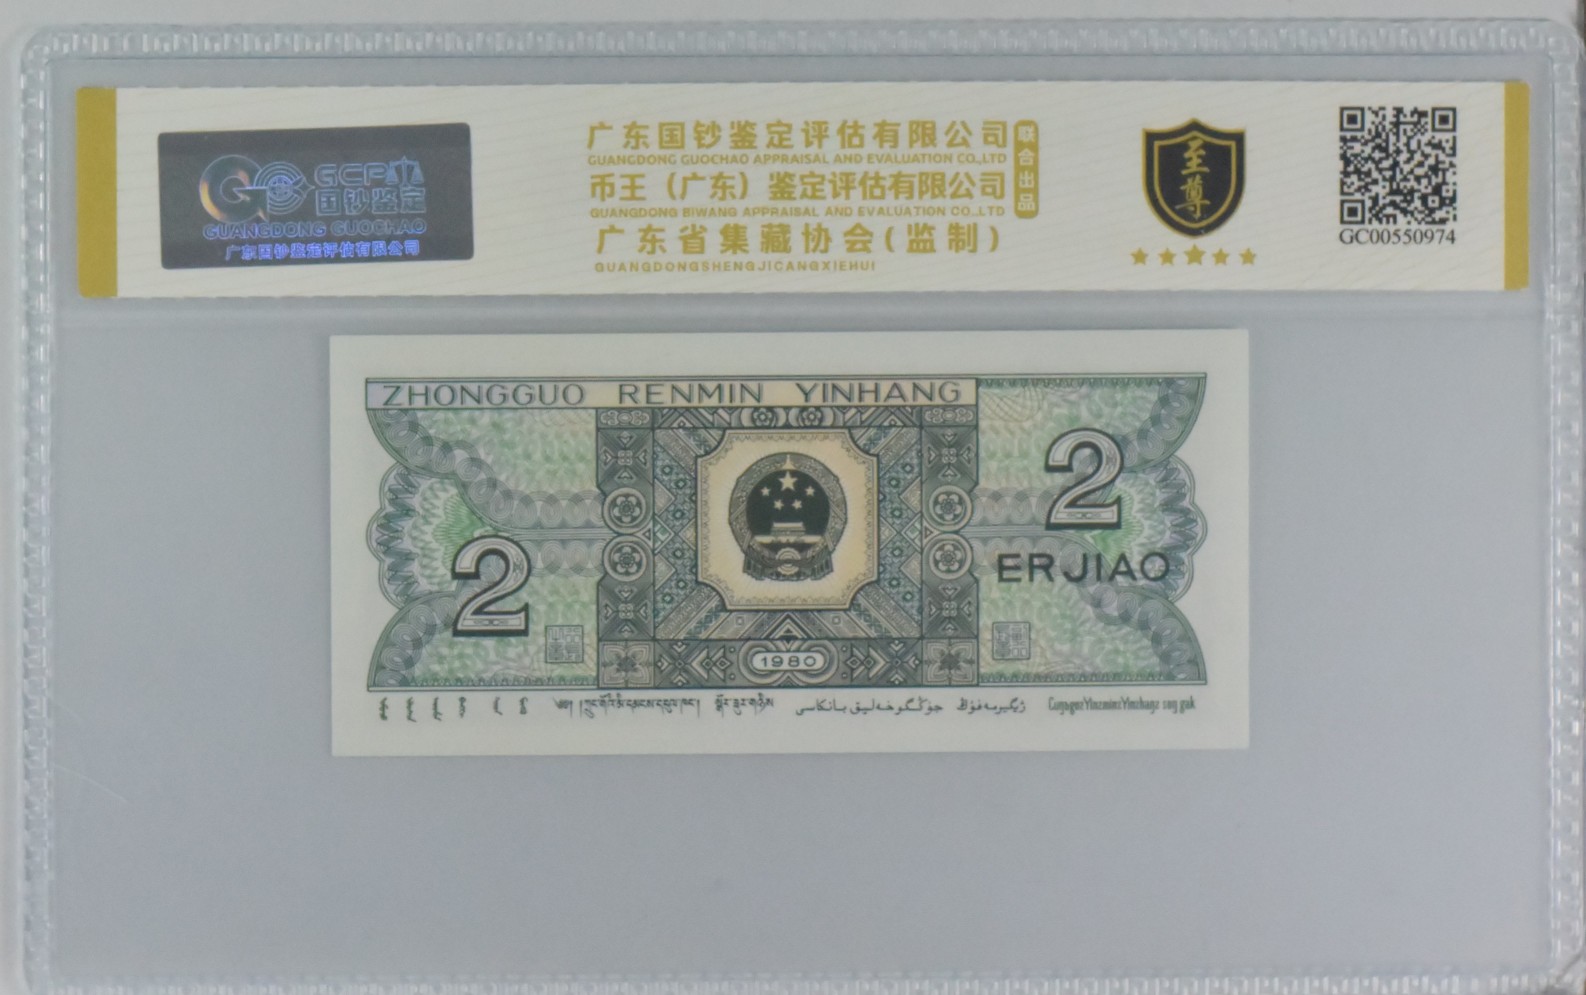 GCP
国钞鉴定
GUANGDONG GUOCHAO
广东国钞鉴定评估有限公司
广东国钞鉴定评估有限公司
GUANGDONG GUOCHAO APPRAISAL AND EVALUATION CO.,LTD
币王（广东）鉴定评估有限公司
GUANGDONG BIWANG APPRAISAL AND EVALUATION CO.,LTD
广东省集藏协会(监制)
GUANGDONGSHENGJICANGXIEHUI
联合出品
至尊
GC00550974
ZHONGGUO RENMIN YINHANG
2
2
ERJIAO
1980